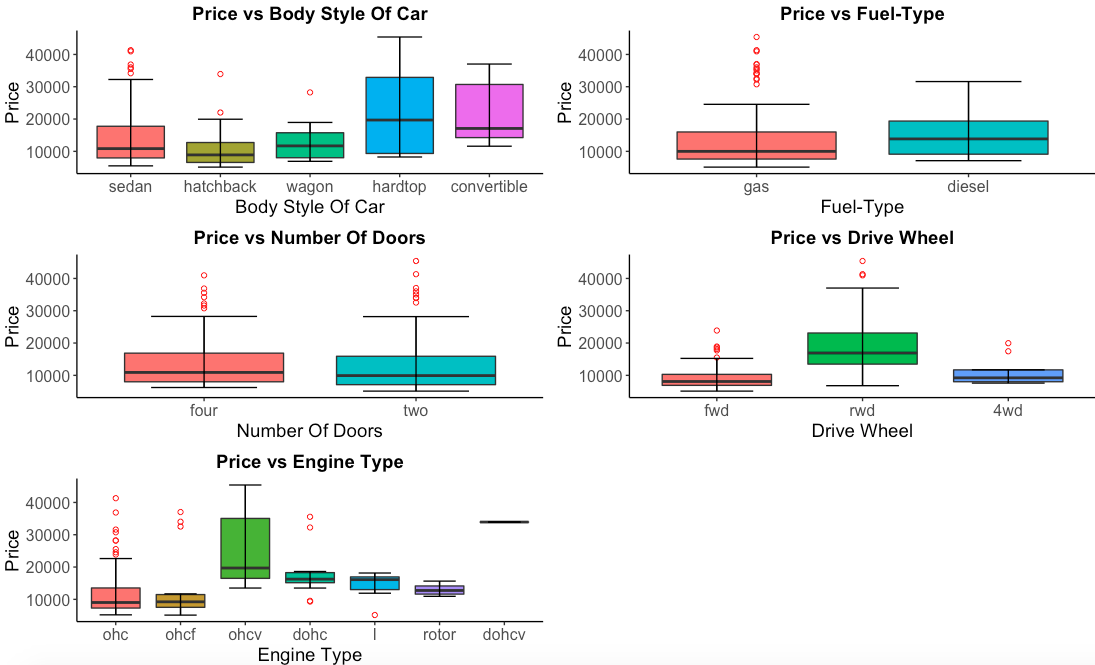 Price vs Body Style Of Car
Price
40000
30000
20000
10000
sedan hatchback wagon hardtop convertible
Body Style Of Car
Price vs Fuel-Type
Price
40000
30000
20000
10000
gas diesel
Fuel-Type
Price vs Number Of Doors
Price
40000
30000
20000
10000
four two
Number Of Doors
Price vs Drive Wheel
Price
40000
30000
20000
10000
fwd rwd 4wd
Drive Wheel
Price vs Engine Type
Price
40000
30000
20000
10000
ohc ohcf ohcv dohc l rotor dohcv
Engine Type